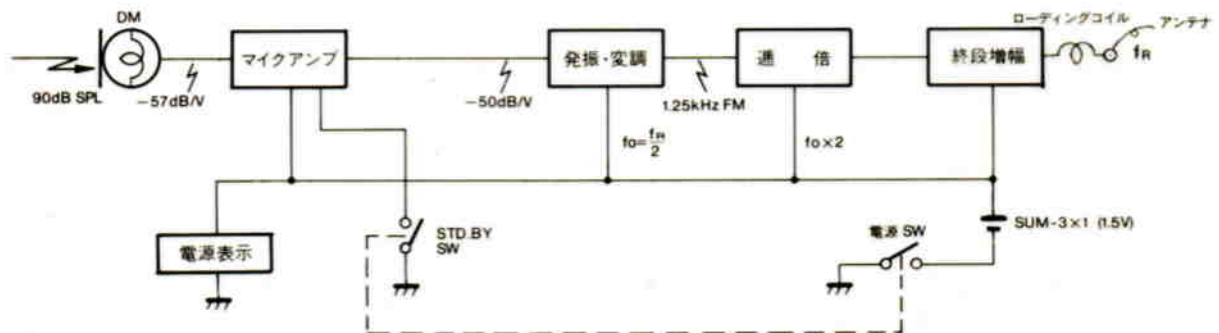 DM
90dB SPL
-57dB/V
マイクアンプ
-50dB/V
発振・変調
1.25kHz FM
逓 倍
終段増幅
ローディングコイル
アンテナ
fR
fo=fR/2
fo×2
電源表示
STD.BY
SW
電源 SW
SUM-3×1 (1.5V)